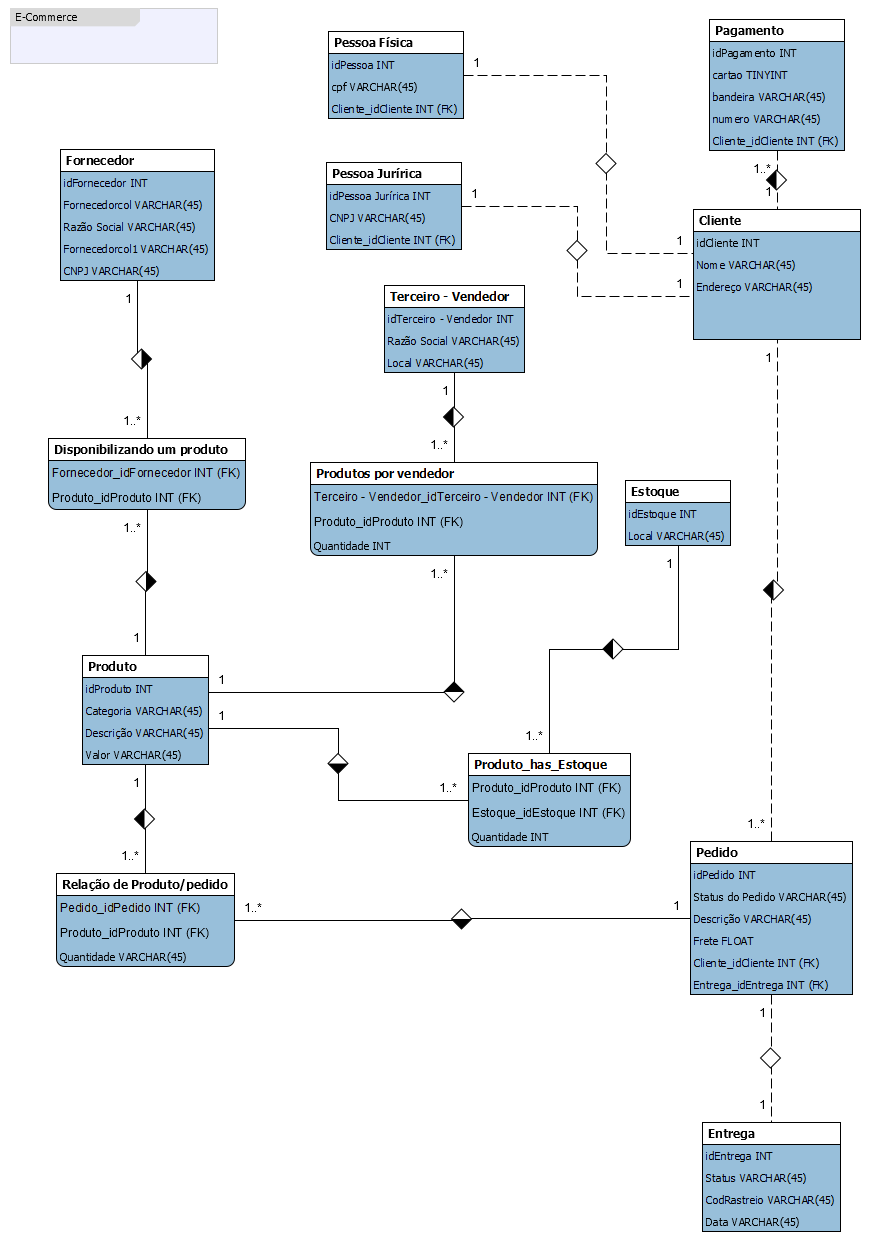 E-Commerce
Pessoa Física
idPessoa INT
cpf VARCHAR(45)
Cliente_idCliente INT (FK)
1
Pagamento
idPagamento INT
cartao TINYINT
bandeira VARCHAR(45)
numero VARCHAR(45)
Cliente_idCliente INT (FK)
1..*
1
Fornecedor
idFornecedor INT
Fornecedorcol VARCHAR(45)
Razão Social VARCHAR(45)
Fornecedorcol1 VARCHAR(45)
CNPJ VARCHAR(45)
1
Pessoa Jurírica
idPessoa Jurírica INT
CNPJ VARCHAR(45)
Cliente_idCliente INT (FK)
1
Cliente
idCliente INT
Nome VARCHAR(45)
Endereço VARCHAR(45)
1
1
1
Terceiro - Vendedor
idTerceiro - Vendedor INT
Razão Social VARCHAR(45)
Local VARCHAR(45)
1
1..*
1..*
Disponibilizando um produto
Fornecedor_idFornecedor INT (FK)
Produto_idProduto INT (FK)
1..*
1
Produtos por vendedor
Terceiro - Vendedor_idTerceiro - Vendedor INT (FK)
Produto_idProduto INT (FK)
Quantidade INT
1..*
Estoque
idEstoque INT
Local VARCHAR(45)
1
Produto
idProduto INT
Categoria VARCHAR(45)
Descrição VARCHAR(45)
Valor VARCHAR(45)
1
1
1
1..*
1..*
1..*
Produto_has_Estoque
Produto_idProduto INT (FK)
Estoque_idEstoque INT (FK)
Quantidade INT
Relação de Produto/pedido
Pedido_idPedido INT (FK)
Produto_idProduto INT (FK)
Quantidade VARCHAR(45)
1..*
1
1..*
Pedido
idPedido INT
Status do Pedido VARCHAR(45)
Descrição VARCHAR(45)
Frete FLOAT
Cliente_idCliente INT (FK)
Entrega_idEntrega INT (FK)
1
1
Entrega
idEntrega INT
Status VARCHAR(45)
CodRastreio VARCHAR(45)
Data VARCHAR(45)